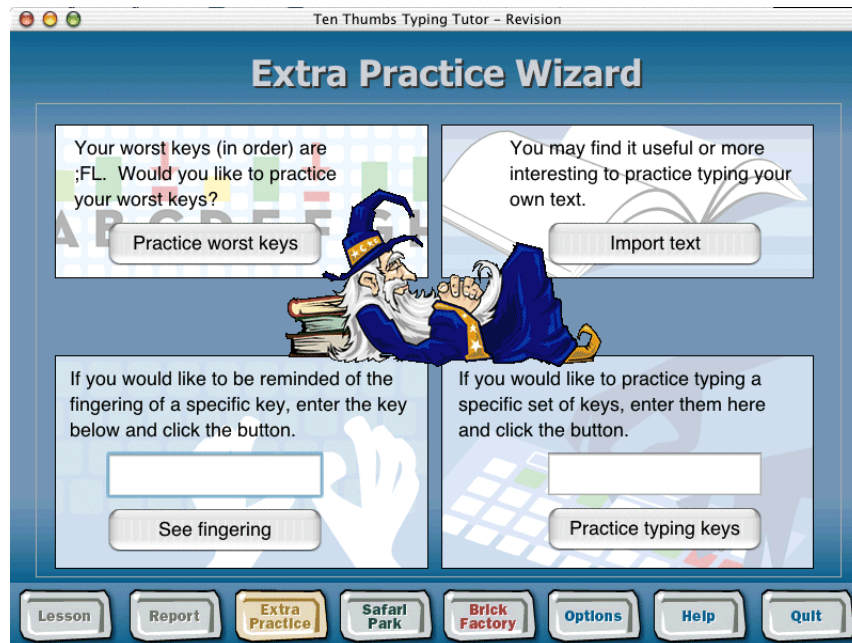 Ten Thumbs Typing Tutor – Revision
Extra Practice Wizard
Your worst keys (in order) are
;FL.  Would you like to practice
your worst keys?
Practice worst keys
You may find it useful or more
interesting to practice typing your
own text.
Import text
If you would like to be reminded of the
fingering of a specific key, enter the key
below and click the button.
See fingering
If you would like to practice typing a
specific set of keys, enter them here
and click the button.
Practice typing keys
Lesson
Report
Extra
Practice
Safari
Park
Brick
Factory
Options
Help
Quit